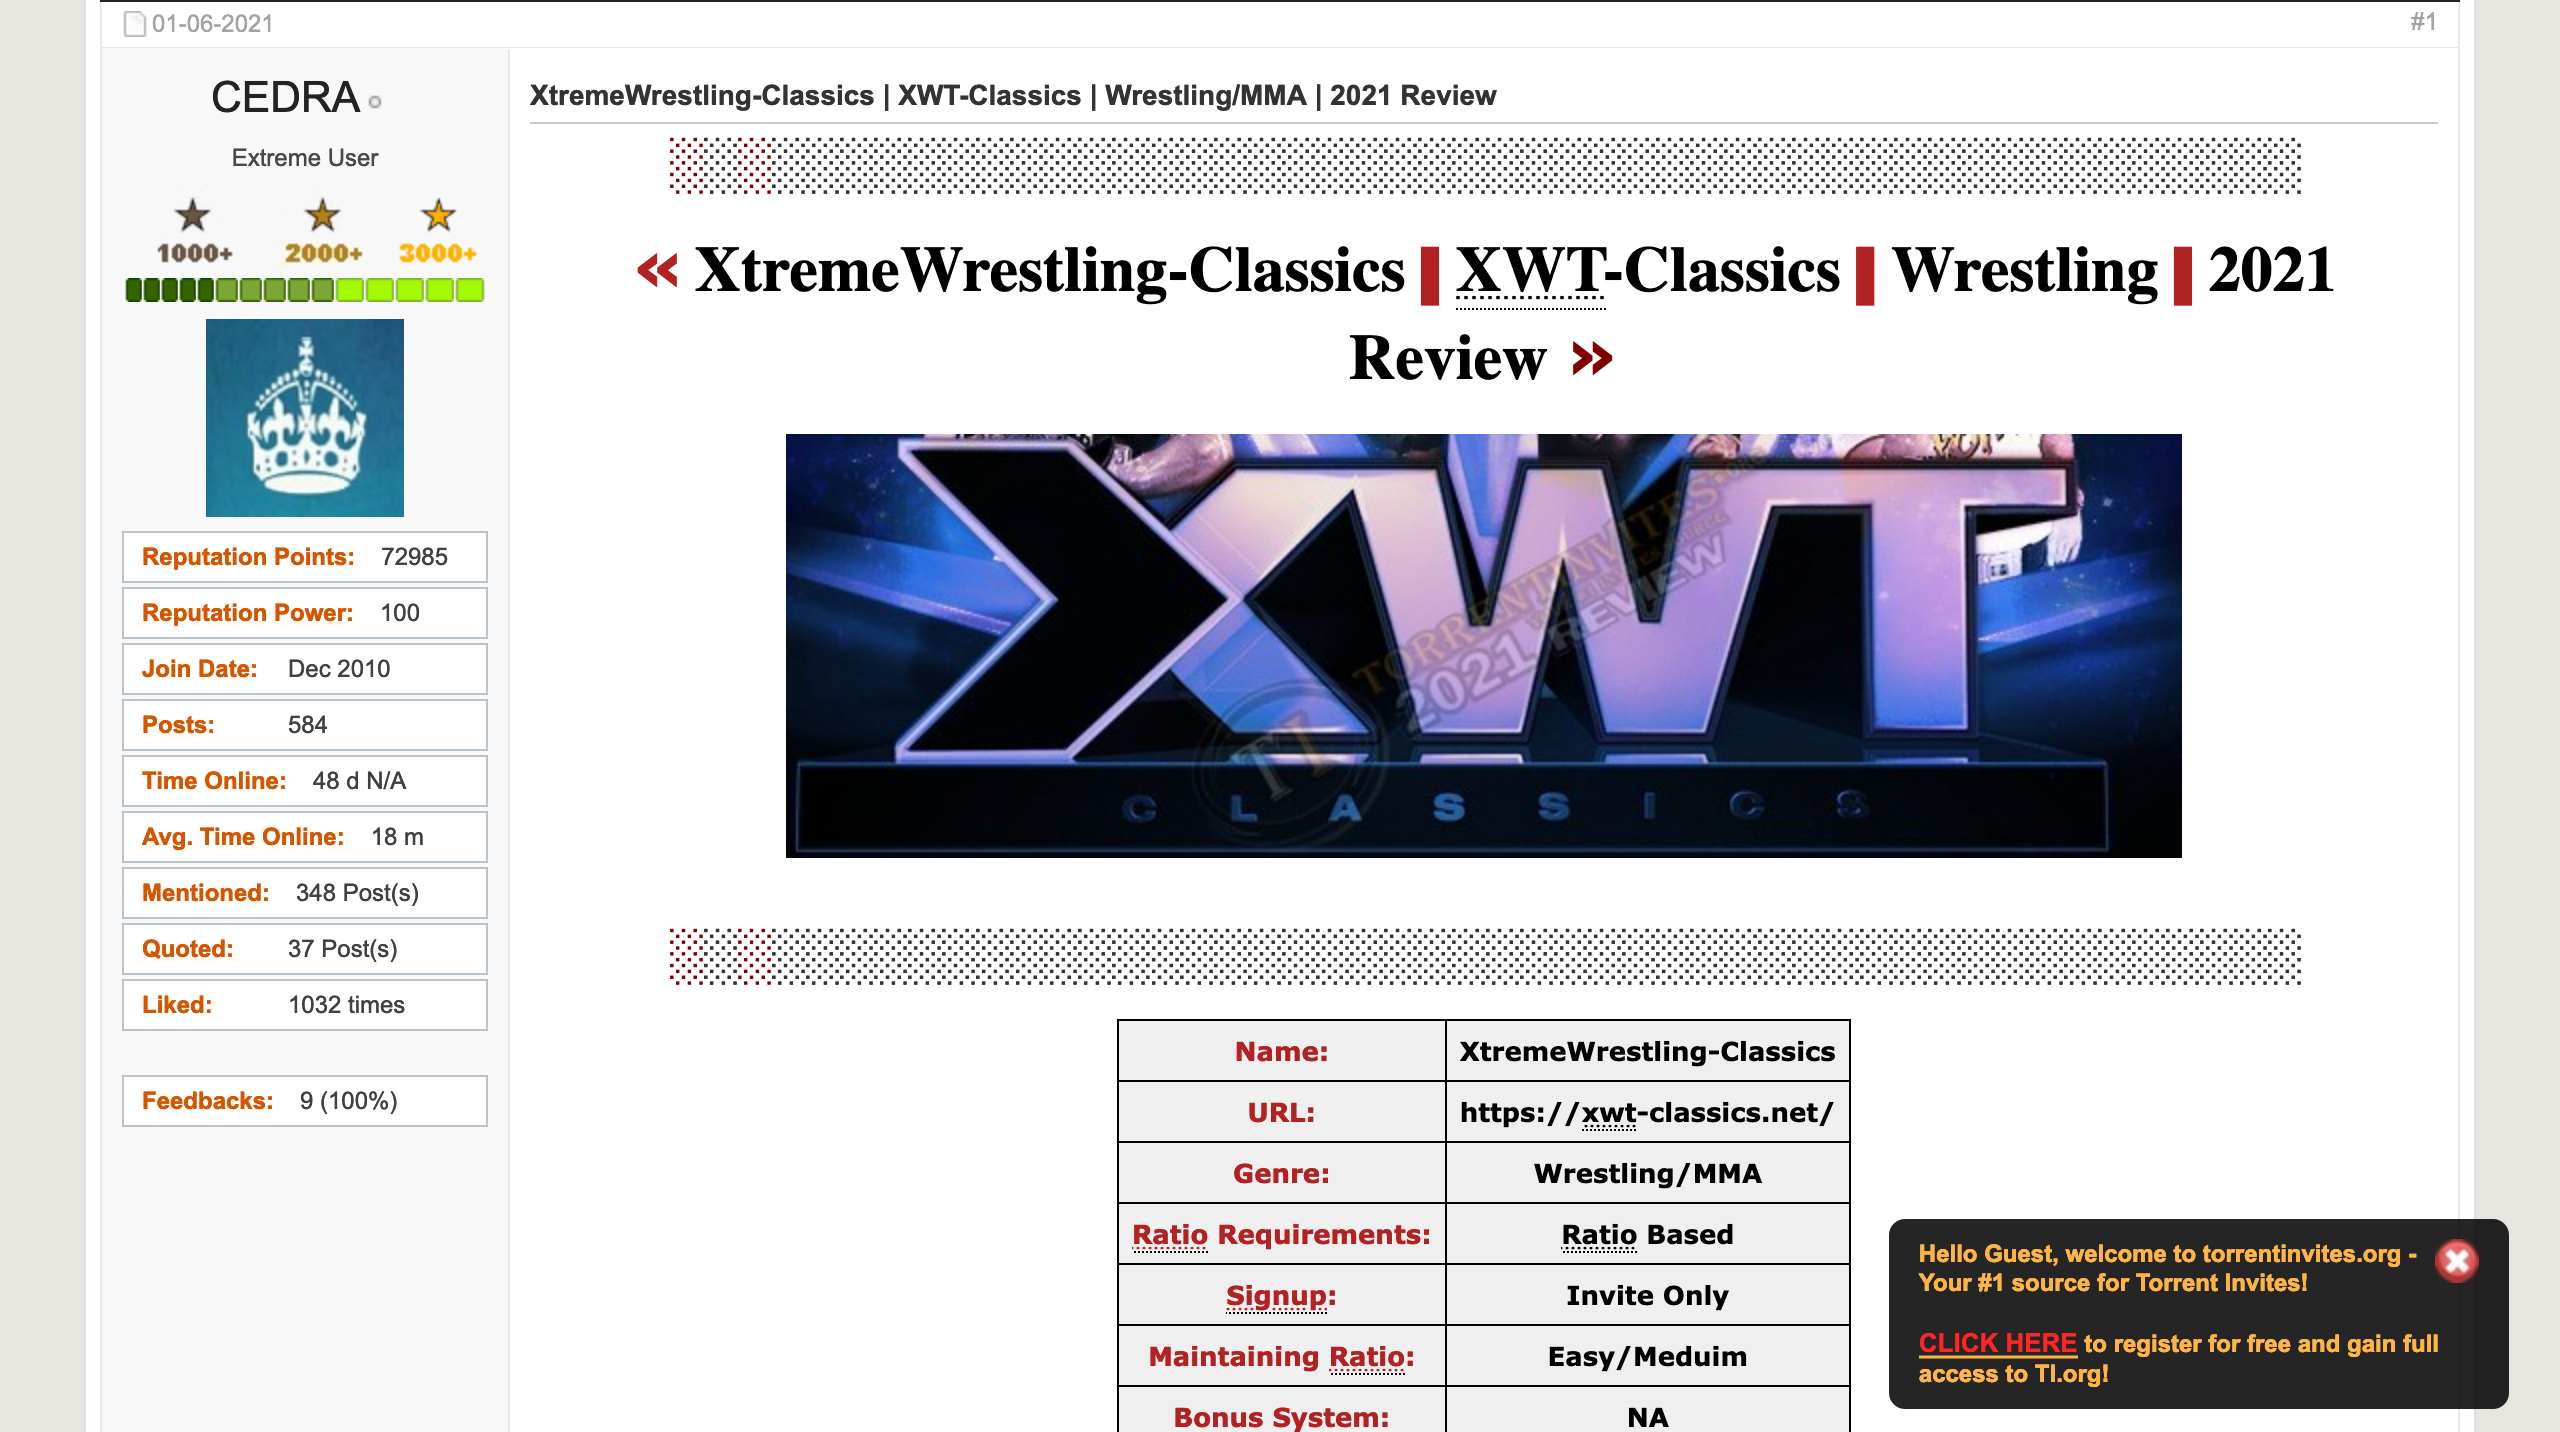 01-06-2021
#1
CEDRA
Extreme User
1000+ 2000+ 3000+
Reputation Points: 72985
Reputation Power: 100
Join Date: Dec 2010
Posts: 584
Time Online: 48 d N/A
Avg. Time Online: 18 m
Mentioned: 348 Post(s)
Quoted: 37 Post(s)
Liked: 1032 times
Feedbacks: 9 (100%)
XtremeWrestling-Classics | XWT-Classics | Wrestling/MMA | 2021 Review
« XtremeWrestling-Classics | XWT-Classics | Wrestling | 2021
Review »
XWT
TORRENTINVITES.ORG
2021 REVIEW
TI
CLASSICS
Name: XtremeWrestling-Classics
URL: https://xwt-classics.net/
Genre: Wrestling/MMA
Ratio Requirements: Ratio Based
Signup: Invite Only
Maintaining Ratio: Easy/Meduim
Bonus System: NA
Hello Guest, welcome to torrentinvites.org -
Your #1 source for Torrent Invites!
CLICK HERE to register for free and gain full
access to TI.org!